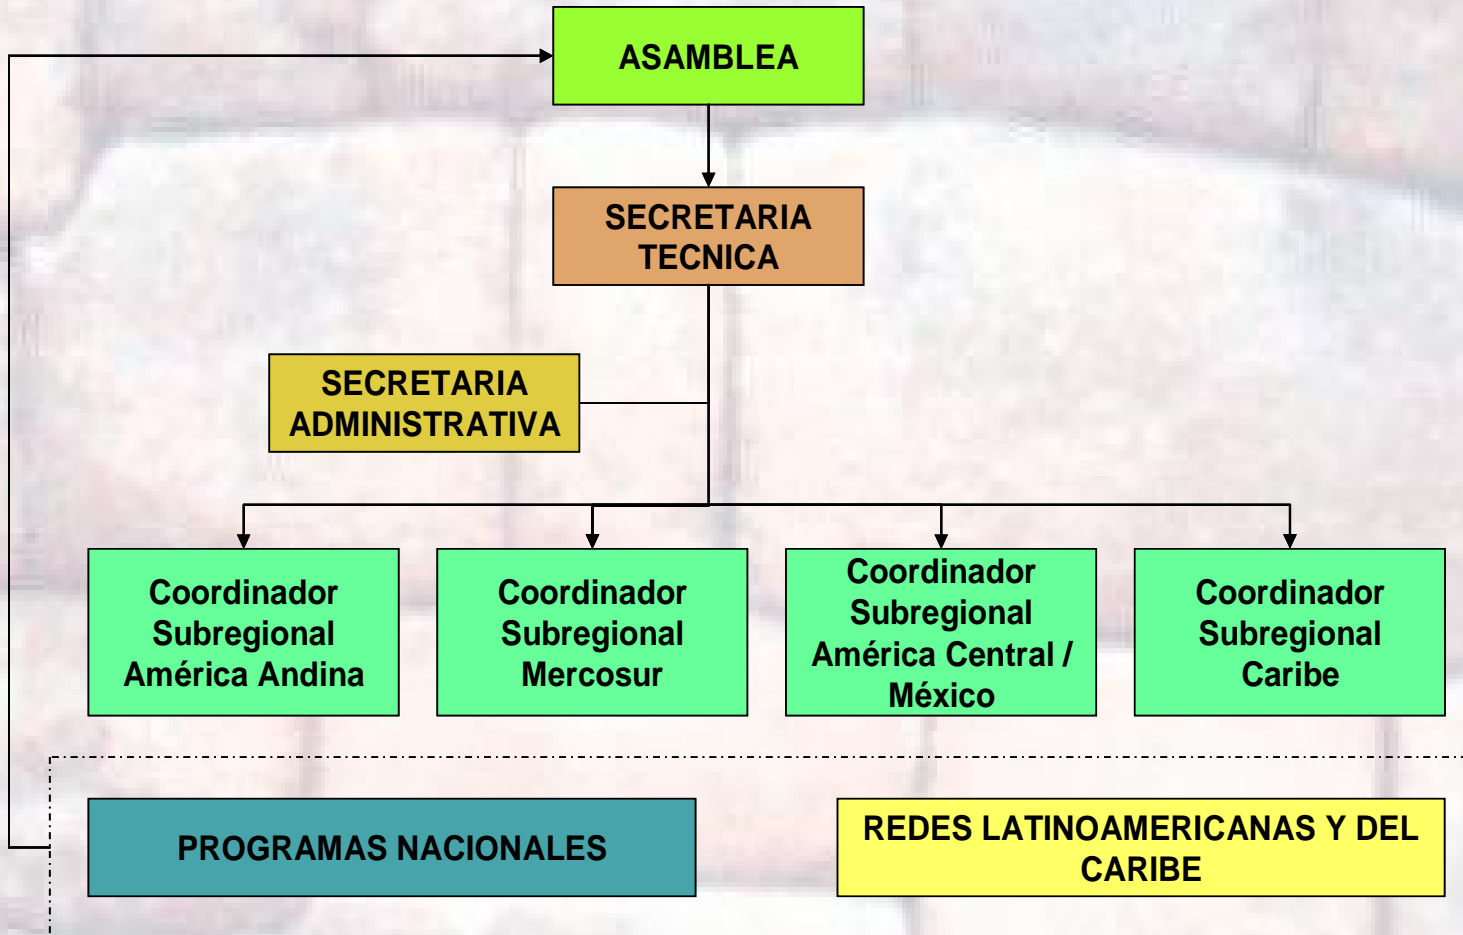 ASAMBLEA
SECRETARIA
TECNICA
SECRETARIA
ADMINISTRATIVA
Coordinador
Subregional
América Andina
Coordinador
Subregional
Mercosur
Coordinador
Subregional
América Central /
México
Coordinador
Subregional
Caribe
PROGRAMAS NACIONALES
REDES LATINOAMERICANAS Y DEL
CARIBE